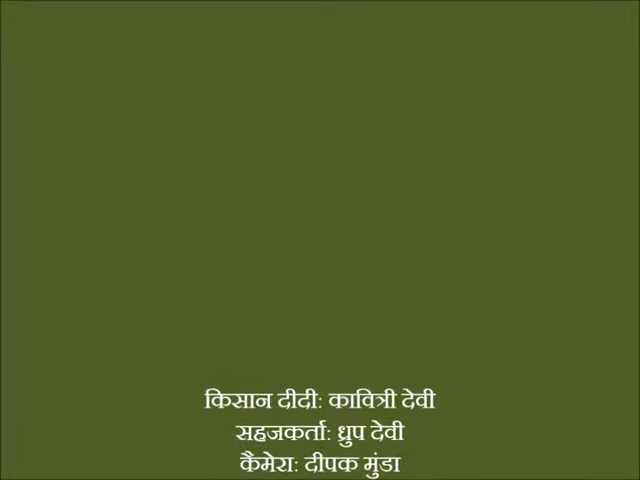 किसान दीदी: कावित्री देवी
सहजकर्ता: ध्रुप देवी
कैमेरा: दीपक मुंडा